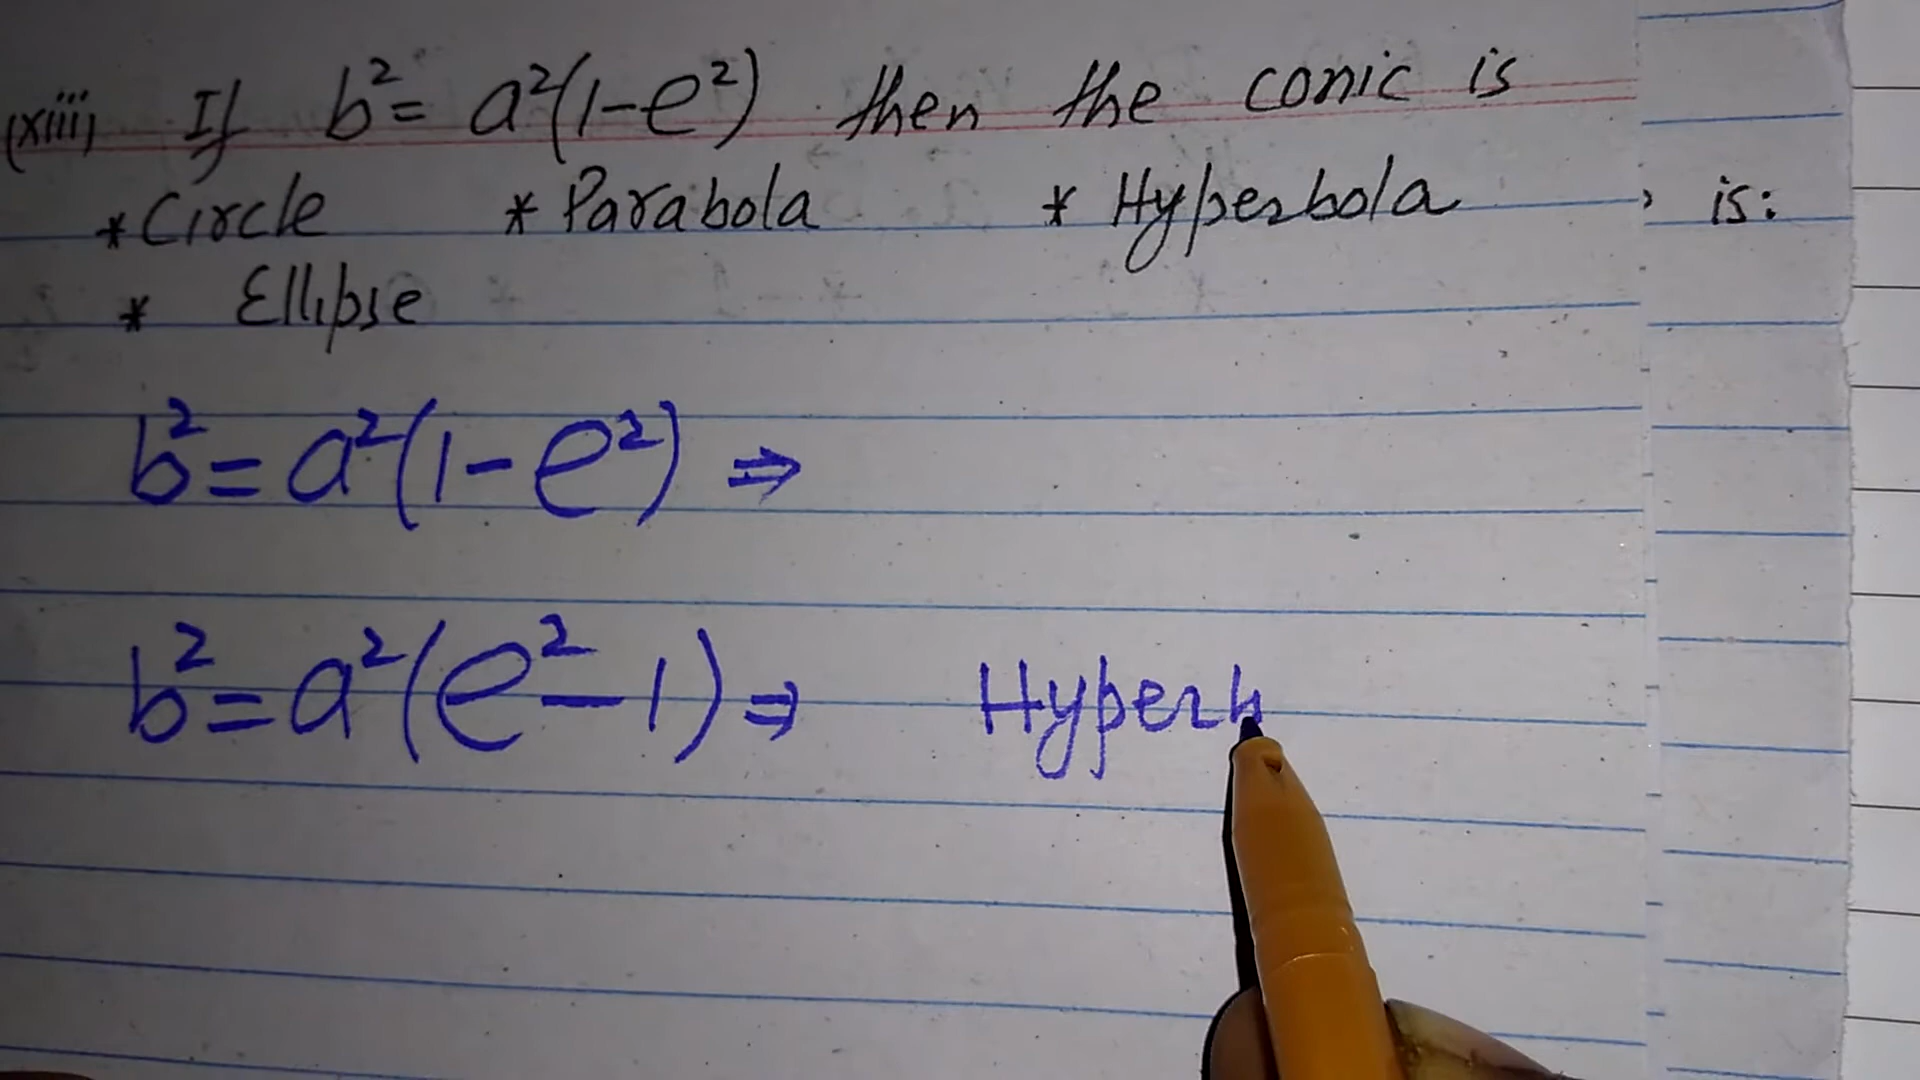 (xiii) If b² = a²(1-e²) then the conic is
* Circle * Parabola * Hyperbola is:
* Ellipse
b² = a²(1-e²) ⇒
b² = a²(e²-1) ⇒ Hyperb